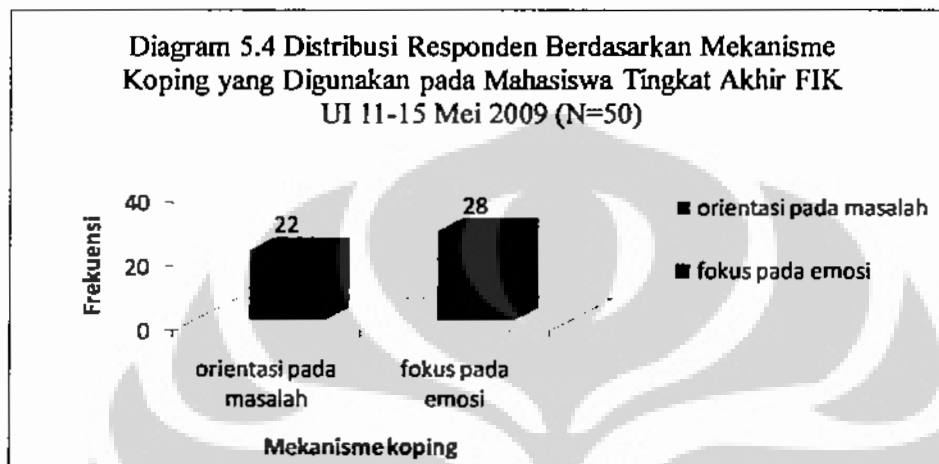 Diagram 5.4 Distribusi Responden Berdasarkan Mekanisme
Koping yang Digunakan pada Mahasiswa Tingkat Akhir FIK
UI 11-15 Mei 2009 (N=50)
Frekuensi
40
20
0
22
28
orientasi pada
masalah
fokus pada
emosi
Mekanisme koping
orientasi pada masalah
fokus pada emosi